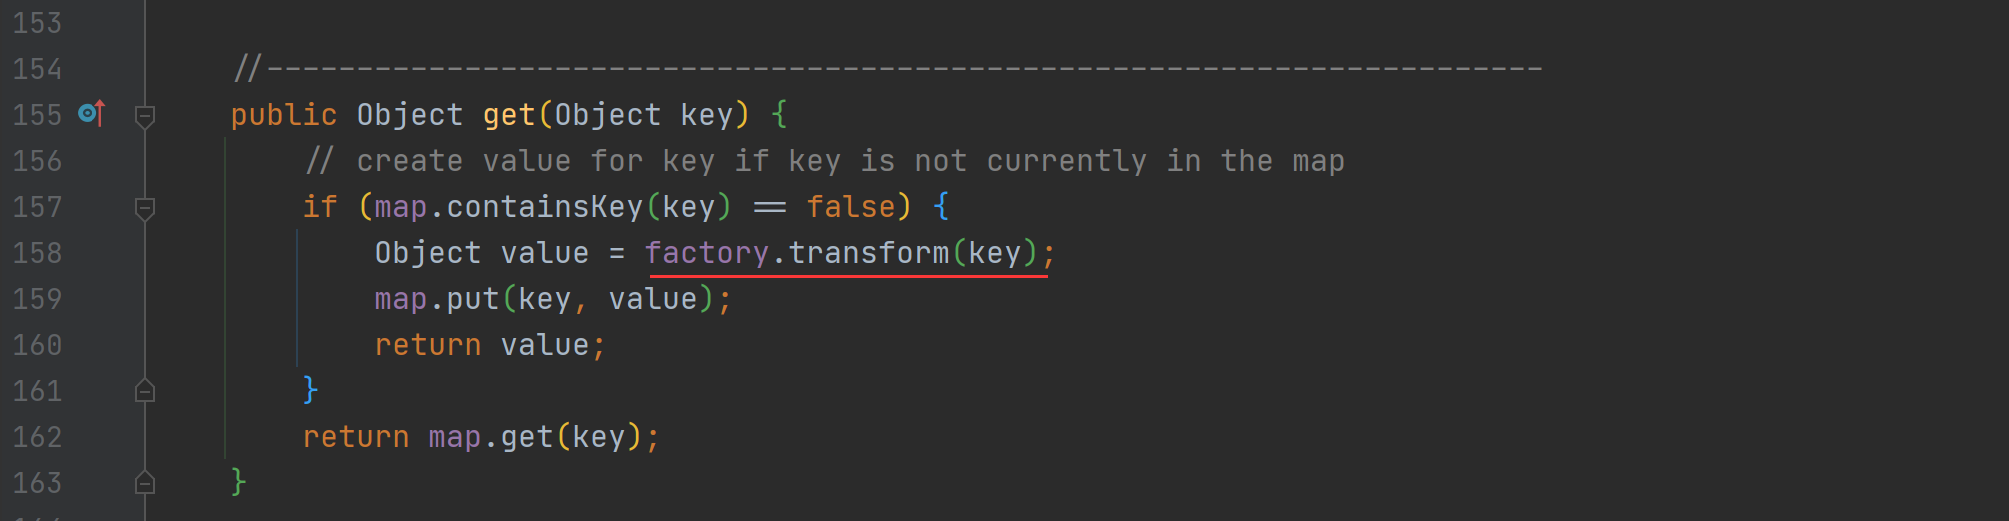 153
154 //-----------------------------------------------------------------------
155 public Object get(Object key) {
156 // create value for key if key is not currently in the map
157 if (map.containsKey(key) == false) {
158 Object value = factory.transform(key);
159 map.put(key, value);
160 return value;
161 }
162 return map.get(key);
163 }